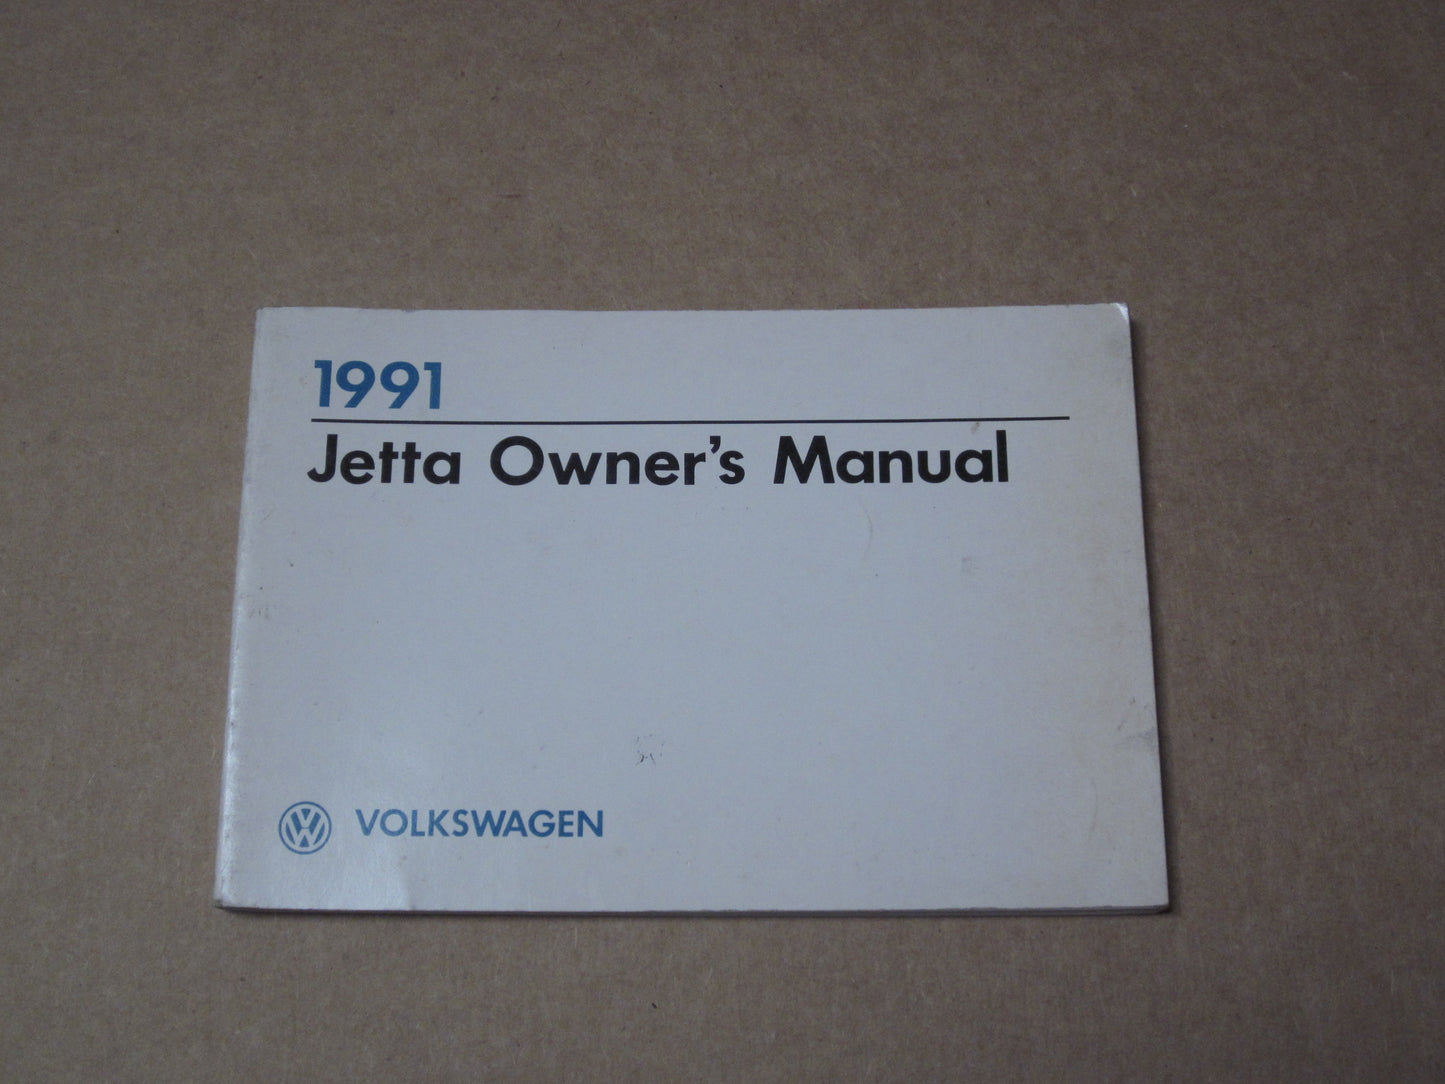 1991
Jetta Owner's Manual
VOLKSWAGEN